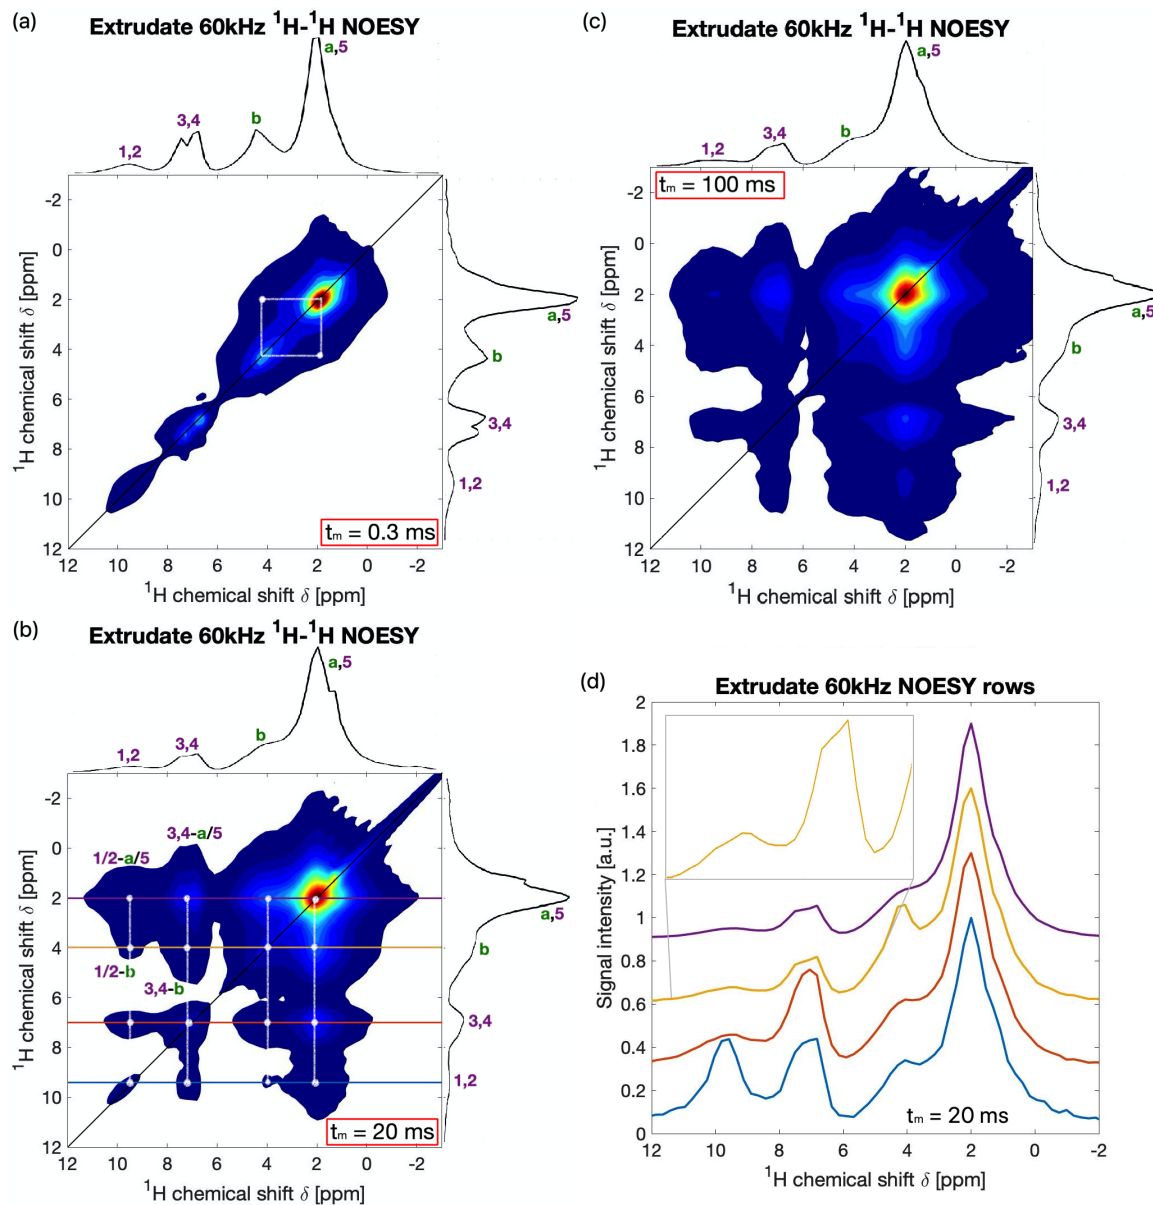 (a)
Extrudate 60kHz ¹H-¹H NOESY
a,5
b
3,4
1,2
-2
0
2
4
6
8
10
12
¹H chemical shift δ [ppm]
a,5
b
3,4
1,2
tₘ = 0.3 ms
12 10 8 6 4 2 0 -2
¹H chemical shift δ [ppm]
(c)
Extrudate 60kHz ¹H-¹H NOESY
a,5
b
3,4
1,2
tₘ = 100 ms
-2
0
2
4
6
8
10
12
¹H chemical shift δ [ppm]
a,5
b
3,4
1,2
12 10 8 6 4 2 0 -2
¹H chemical shift δ [ppm]
(b)
Extrudate 60kHz ¹H-¹H NOESY
a,5
b
3,4
1,2
-2
0
2
4
6
8
10
12
¹H chemical shift δ [ppm]
3,4-a/5
1/2-a/5
1/2-b
3,4-b
a,5
b
3,4
1,2
tₘ = 20 ms
12 10 8 6 4 2 0 -2
¹H chemical shift δ [ppm]
(d)
Extrudate 60kHz NOESY rows
2
1.8
1.6
1.4
1.2
1
0.8
0.6
0.4
0.2
0
Signal intensity [a.u.]
tₘ = 20 ms
12 10 8 6 4 2 0 -2
¹H chemical shift δ [ppm]